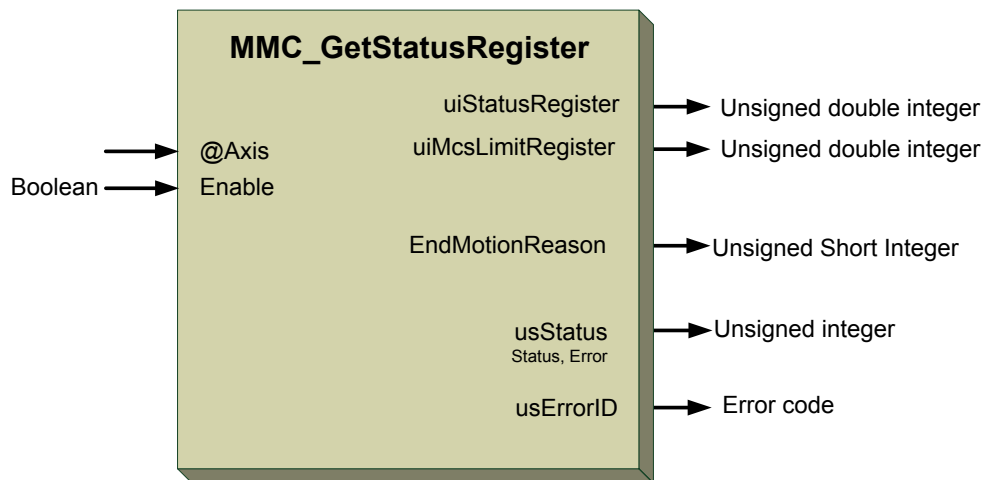 MMC_GetStatusRegister
uiStatusRegister
Unsigned double integer
@Axis
uiMcsLimitRegister
Unsigned double integer
Boolean
Enable
EndMotionReason
Unsigned Short Integer
usStatus
Unsigned integer
Status, Error
usErrorID
Error code